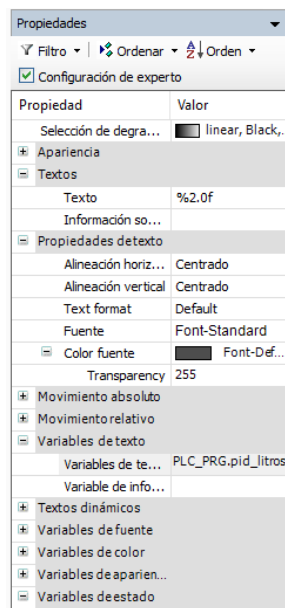 Propiedades
Filtro Ordenar Orden
Configuración de experto
Propiedad Valor
Selección de degra... linear, Black,..
Apariencia
Textos
Texto %2.0f
Información so...
Propiedades de texto
Alineación horiz... Centrado
Alineación vertical Centrado
Text format Default
Fuente Font-Standard
Color fuente Font-Def...
Transparency 255
Movimiento absoluto
Movimiento relativo
Variables de texto
Variables de te... PLC_PRG.pid_litros
Variable de info...
Textos dinámicos
Variables de fuente
Variables de color
Variables de aparien...
Variables de estado